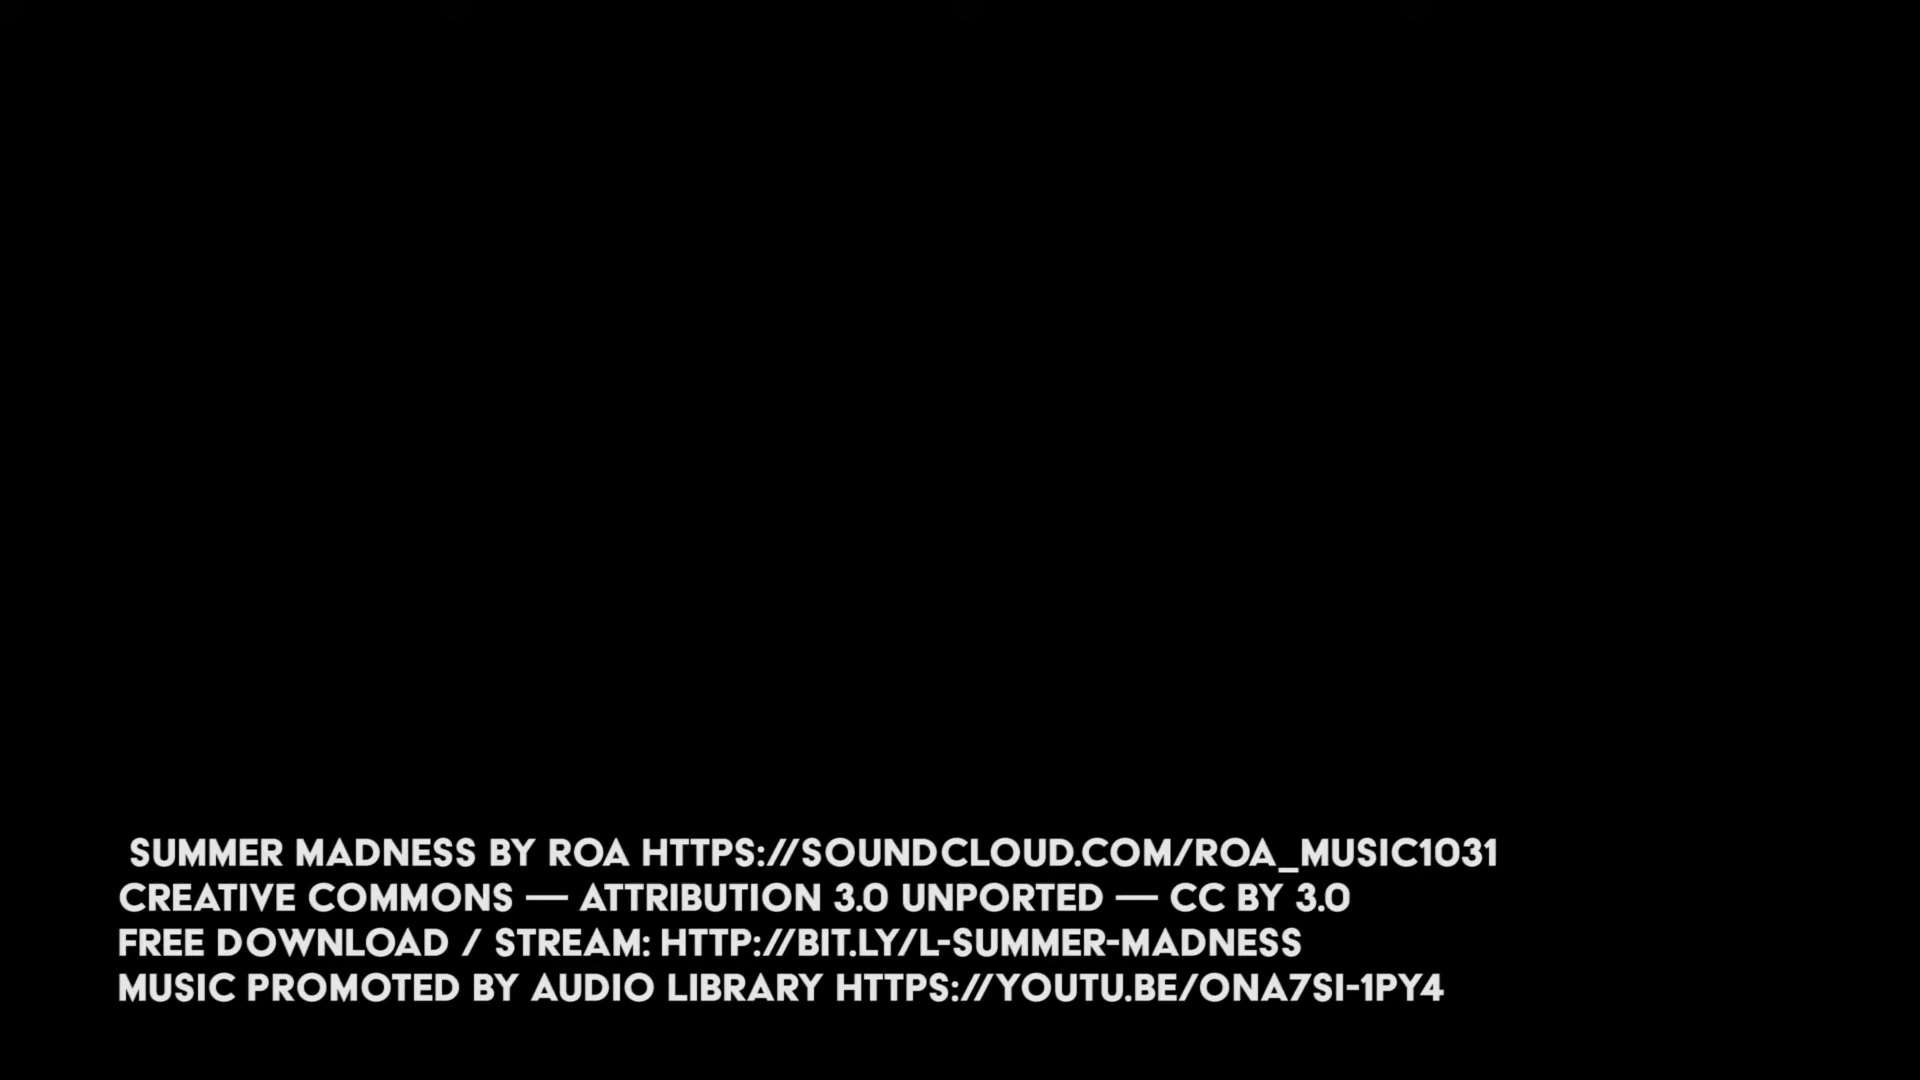 SUMMER MADNESS BY ROA HTTPS://SOUNDCLOUD.COM/ROA_MUSIC1031
CREATIVE COMMONS — ATTRIBUTION 3.0 UNPORTED — CC BY 3.0
FREE DOWNLOAD / STREAM: HTTP://BIT.LY/L-SUMMER-MADNESS
MUSIC PROMOTED BY AUDIO LIBRARY HTTPS://YOUTU.BE/ONA7SI-1PY4